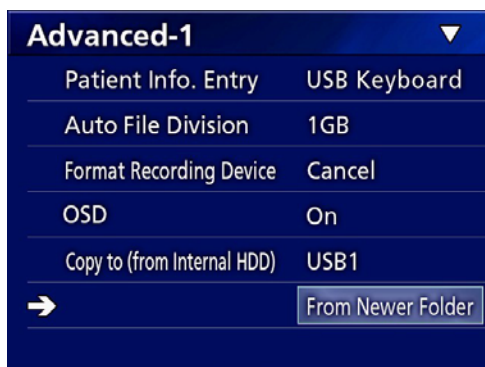 Advanced-1
Patient Info. Entry USB Keyboard
Auto File Division 1GB
Format Recording Device Cancel
OSD On
Copy to (from Internal HDD) USB1
From Newer Folder